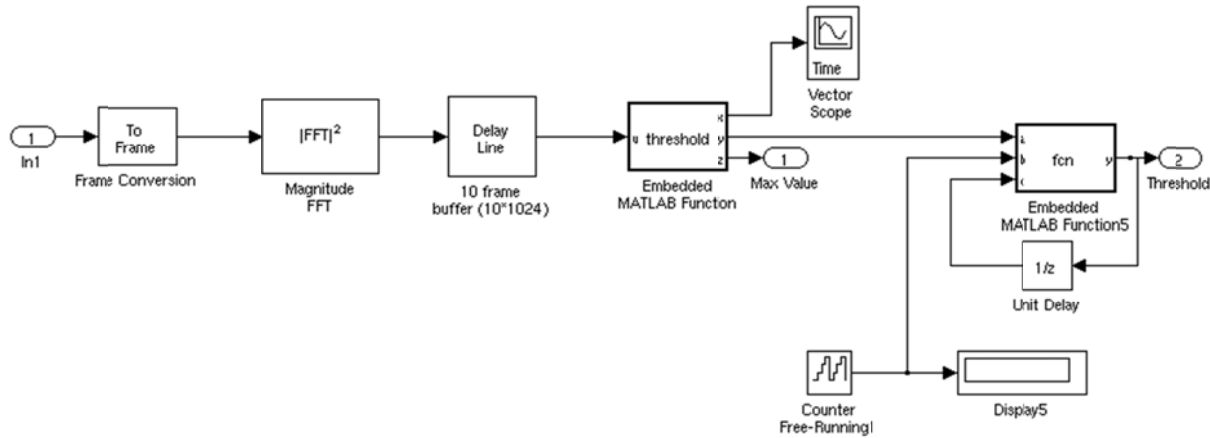 1
In1
To
Frame
Frame Conversion
|FFT|²
Magnitude
FFT
Delay
Line
10 frame
buffer (10*1024)
u
threshold
x
y
z
Embedded
MATLAB Functon
Time
Vector
Scope
1
Max Value
a
b
c
fcn
y
Embedded
MATLAB Function5
2
Threshold
1/z
Unit Delay
Counter
Free-Running1
Display5